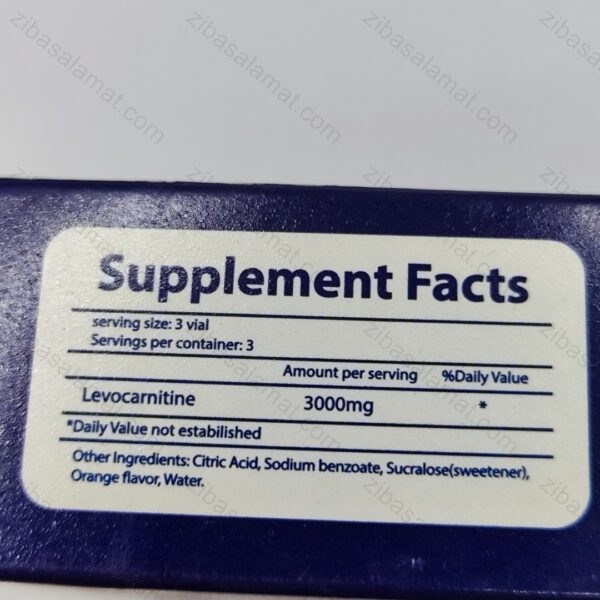 Supplement Facts
serving size: 3 vial
Servings per container: 3
Amount per serving %Daily Value
Levocarnitine 3000mg *
*Daily Value not estabilished
Other Ingredients: Citric Acid, Sodium benzoate, Sucralose(sweetener),
Orange flavor, Water.
zibasalamat.com